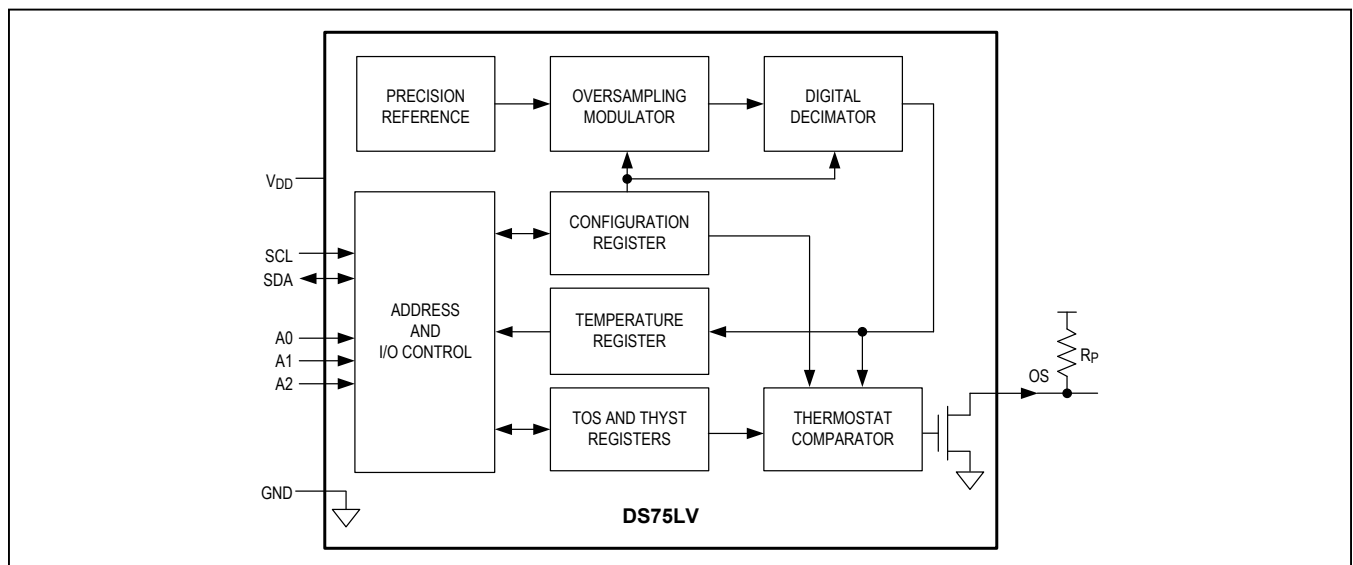 PRECISION
REFERENCE
OVERSAMPLING
MODULATOR
DIGITAL
DECIMATOR
VDD
SCL
SDA
A0
A1
A2
GND
ADDRESS
AND
I/O CONTROL
CONFIGURATION
REGISTER
TEMPERATURE
REGISTER
TOS AND THYST
REGISTERS
THERMOSTAT
COMPARATOR
OS
RP
DS75LV